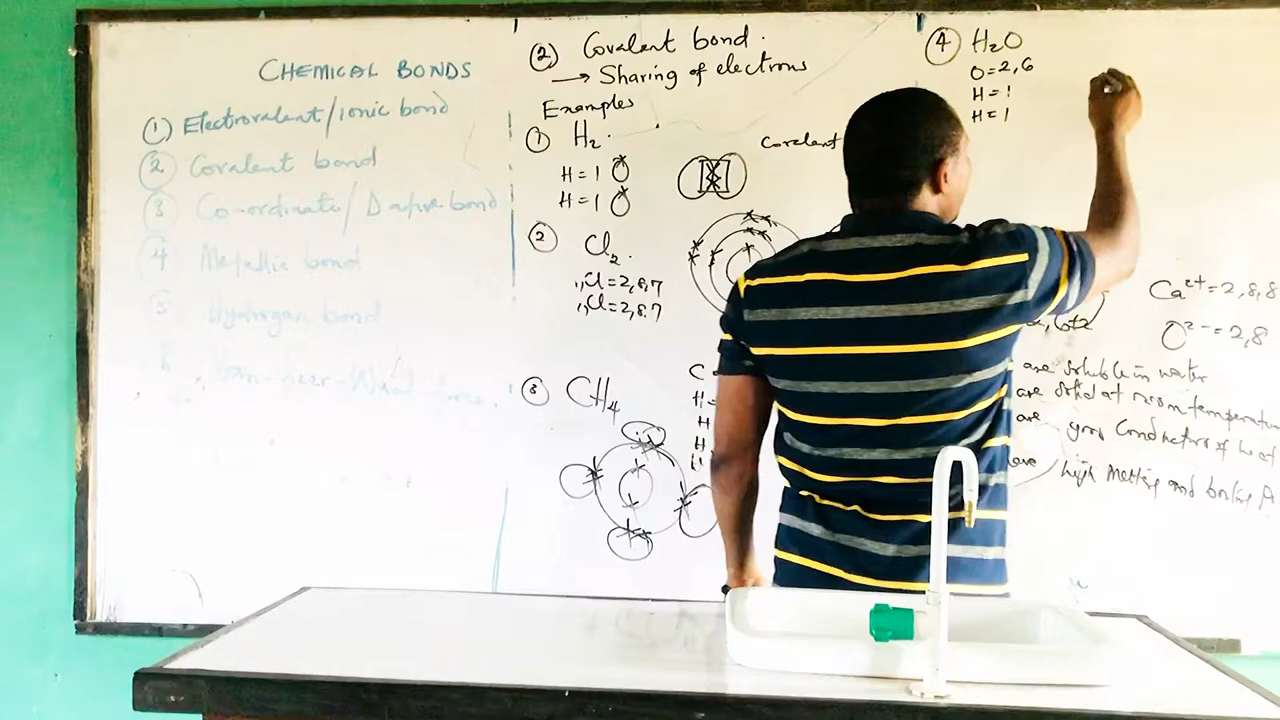 CHEMICAL BONDS
① Electrovalent/ionic bond
② Covalent bond
③ Co-ordinate/Dative bond
④ Metallic bond
⑤ Hydrogen bond
② Covalent bond.
→ Sharing of electrons
Examples
① H₂.
H = 1
H = 1
② Cl₂.
Cl = 2,8,7
Cl = 2,8,7
③ CH₄
Covalent
C
H =
H
H
H
④ H₂O
O = 2,6
H = 1
H = 1
Ca²⁺ = 2,8,8
O²⁻ = 2,8
are soluble in water
are solid at room temperature
are good Conductors of heat
high Melting and boiling